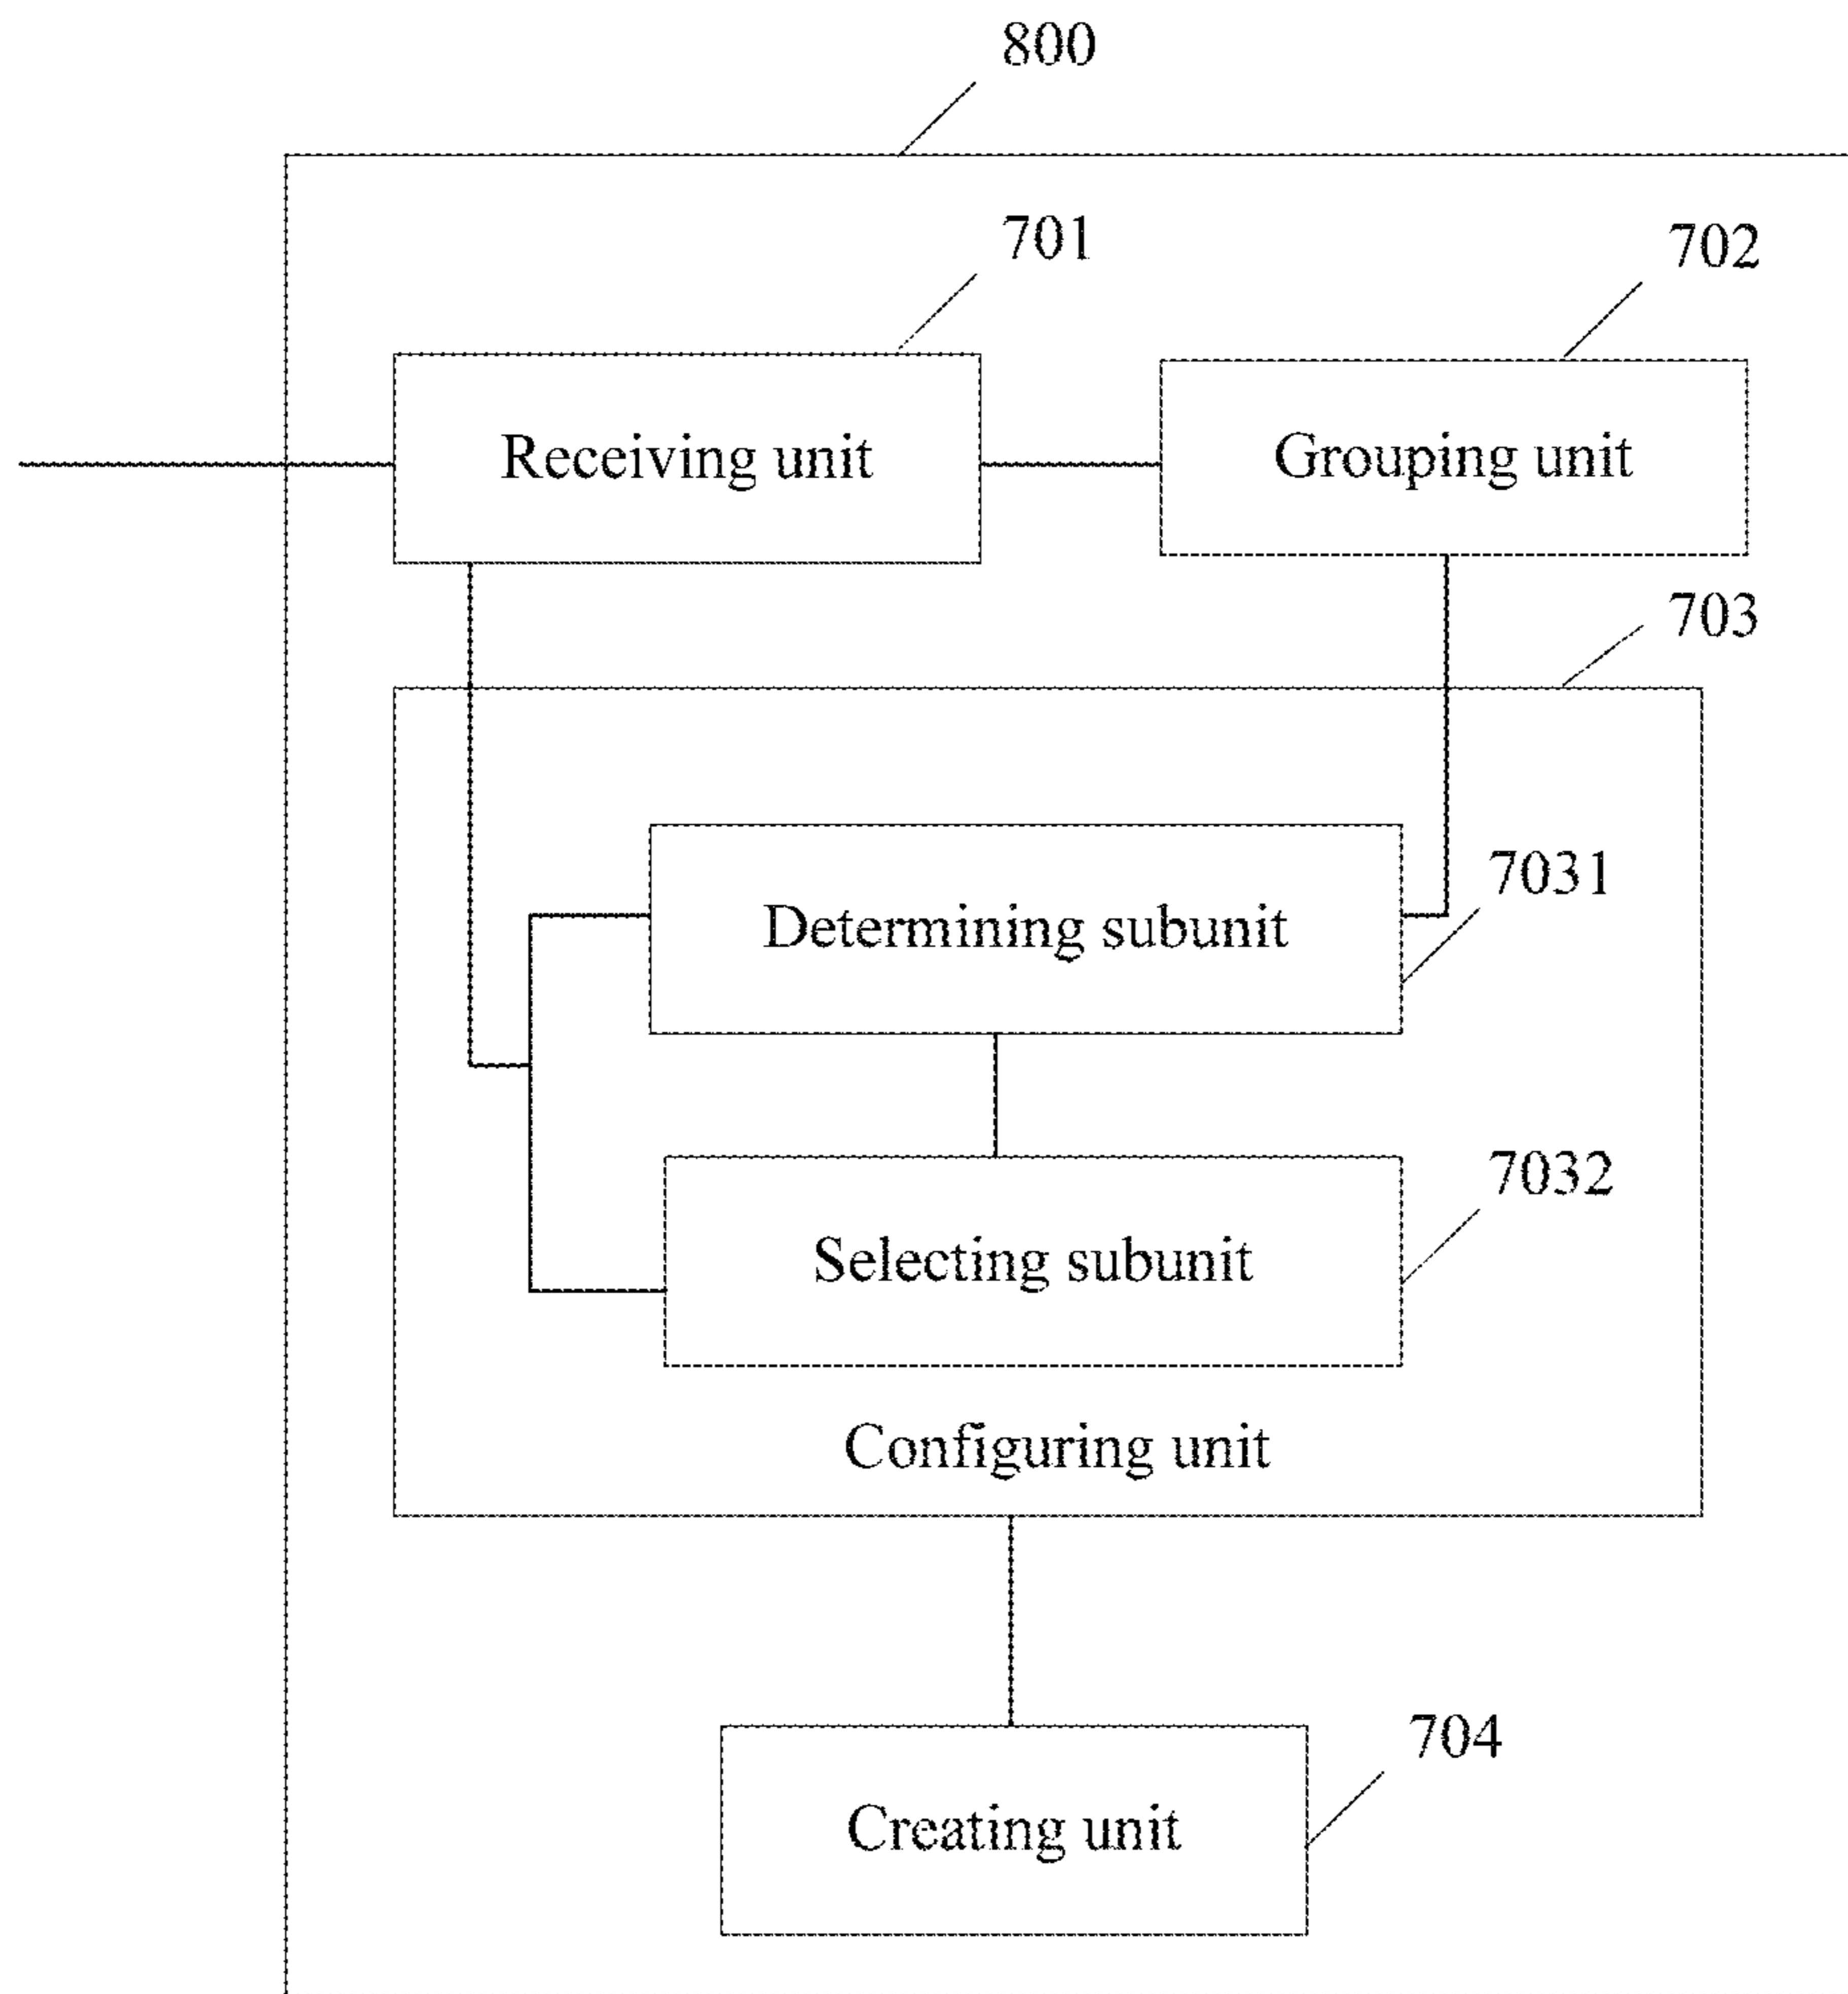 800
701
702
Receiving unit
Grouping unit
703
Determining subunit
7031
Selecting subunit
7032
Configuring unit
704
Creating unit